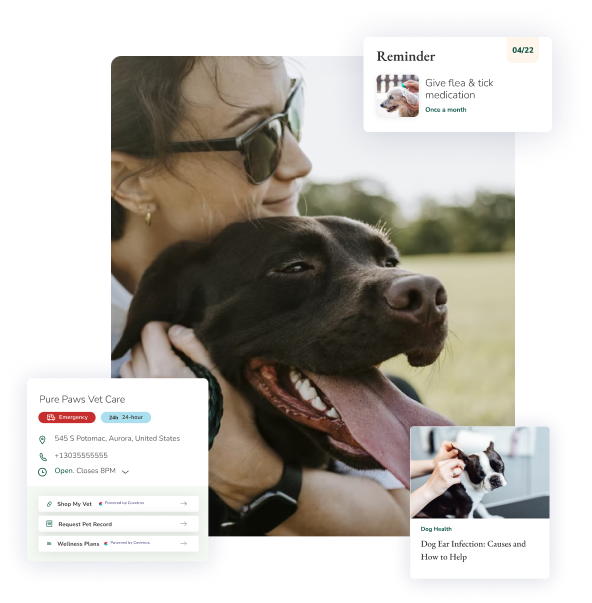 04/22
Reminder
Give flea & tick
medication
Once a month
Pure Paws Vet Care
Emergency
24h 24-hour
545 S Potomac, Aurora, United States
+13035555555
Open. Closes 8PM
Shop My Vet Powered by Covetrus
Request Pet Record
Wellness Plans Powered by Covetrus
Dog Health
Dog Ear Infection: Causes and
How to Help